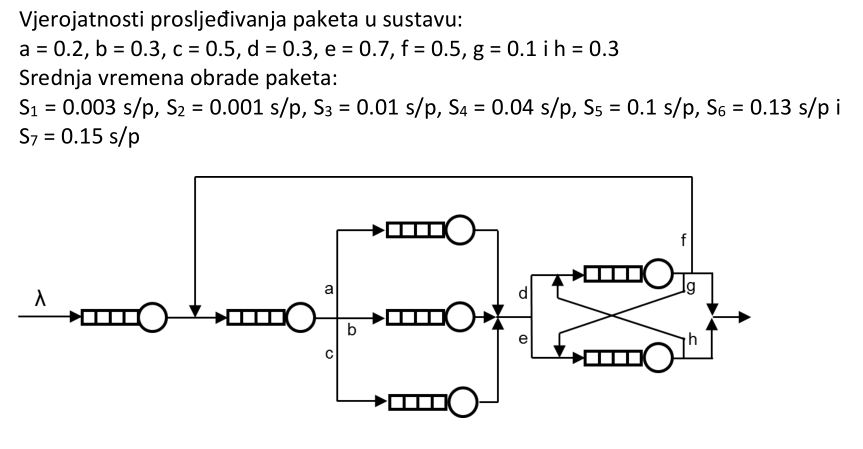 Vjerojatnosti prosljeđivanja paketa u sustavu:
a = 0.2, b = 0.3, c = 0.5, d = 0.3, e = 0.7, f = 0.5, g = 0.1 i h = 0.3
Srednja vremena obrade paketa:
S₁ = 0.003 s/p, S₂ = 0.001 s/p, S₃ = 0.01 s/p, S₄ = 0.04 s/p, S₅ = 0.1 s/p, S₆ = 0.13 s/p i
S₇ = 0.15 s/p
f
a
d
g
λ
b
e
h
c